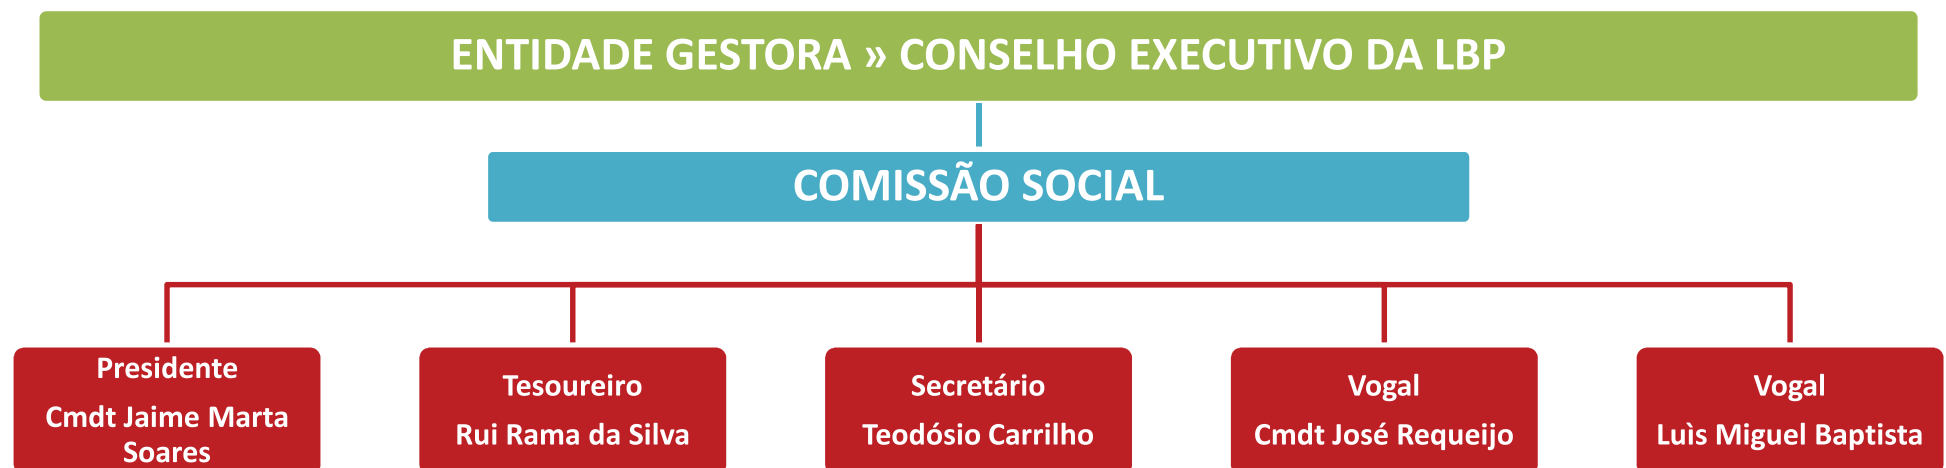 ENTIDADE GESTORA » CONSELHO EXECUTIVO DA LBP
COMISSÃO SOCIAL
Presidente
Cmdt Jaime Marta
Soares
Tesoureiro
Rui Rama da Silva
Secretário
Teodósio Carrilho
Vogal
Cmdt José Requeijo
Vogal
Luìs Miguel Baptista